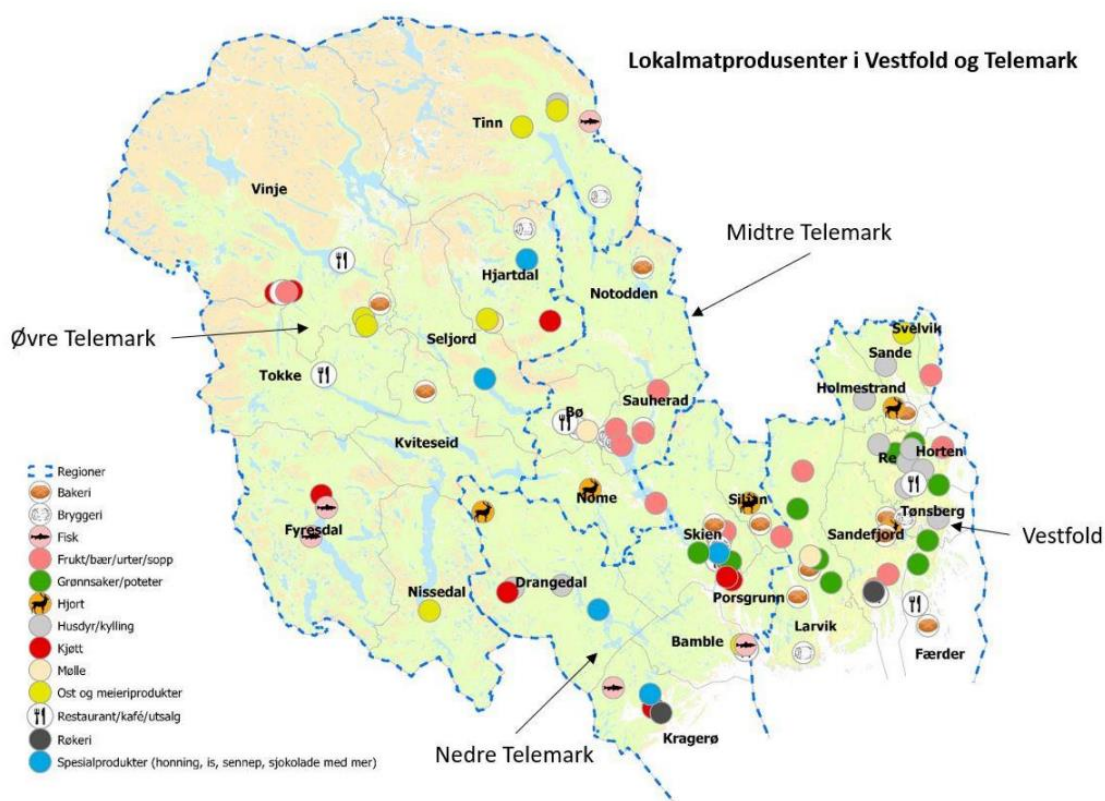 Lokalmatprodusenter i Vestfold og Telemark
Tinn
Vinje
Midtre Telemark
Hjartdal
Notodden
Øvre Telemark
Seljord
Svelvik
Sande
Holmestrand
Tokke
Bø
Sauherad
Kviteseid
Re
Horten
Nome
Siljan
Tønsberg
Fyresdal
Skien
Sandefjord
Vestfold
Nissedal
Drangedal
Porsgrunn
Bamble
Larvik
Færder
Nedre Telemark
Kragerø
Regioner
Bakeri
Bryggeri
Fisk
Frukt/bær/urter/sopp
Grønnsaker/poteter
Hjort
Husdyr/kylling
Kjøtt
Mølle
Ost og meieriprodukter
Restaurant/kafé/utsalg
Røkeri
Spesialprodukter (honning, is, sennep, sjokolade med mer)